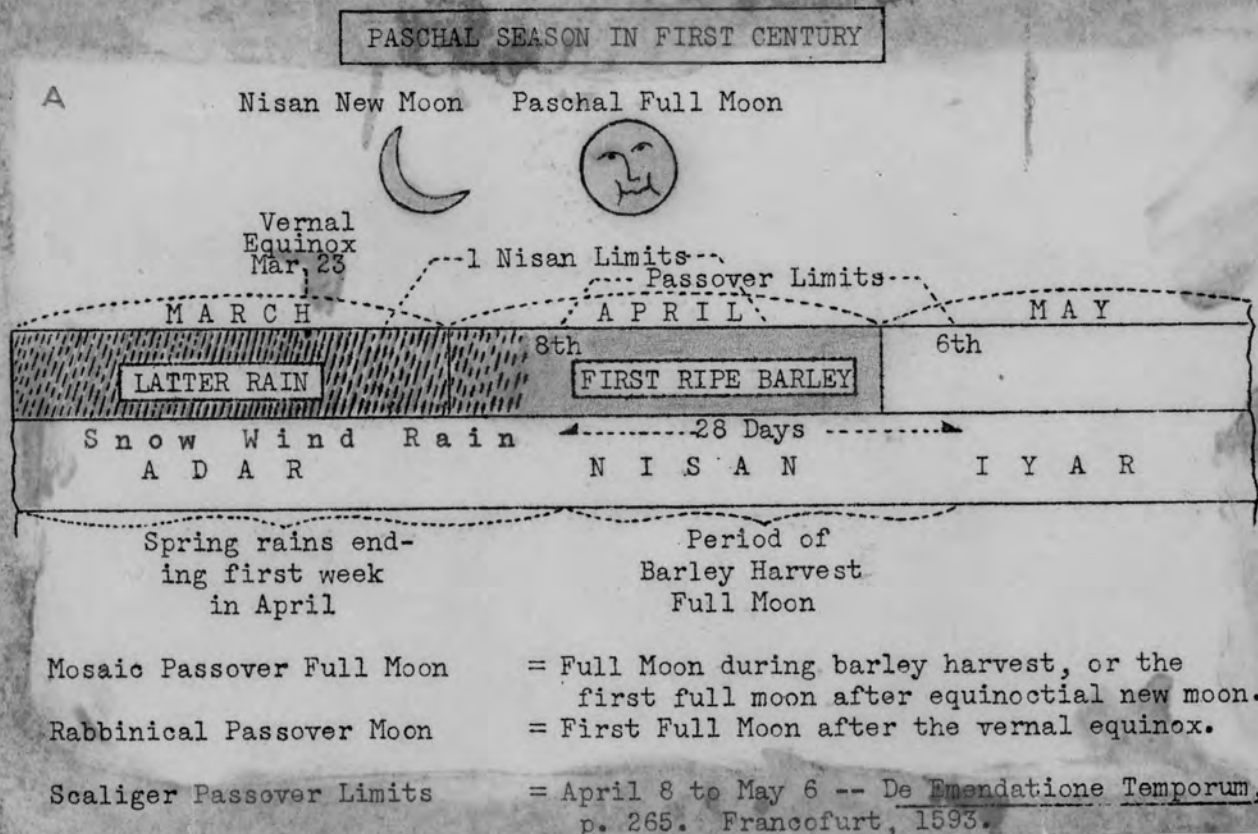 PASCHAL SEASON IN FIRST CENTURY
A
Nisan New Moon Paschal Full Moon
Vernal
Equinox
Mar. 23
1 Nisan Limits
Passover Limits
MARCH APRIL MAY
8th 6th
LATTER RAIN FIRST RIPE BARLEY
Snow Wind Rain 28 Days
ADAR NISAN IYAR
Spring rains end-
ing first week
in April
Period of
Barley Harvest
Full Moon
Mosaic Passover Full Moon = Full Moon during barley harvest, or the
first full moon after equinoctial new moon.
Rabbinical Passover Moon = First Full Moon after the vernal equinox.
Scaliger Passover Limits = April 8 to May 6 -- De Emendatione Temporum,
p. 265. Francofurt, 1593.